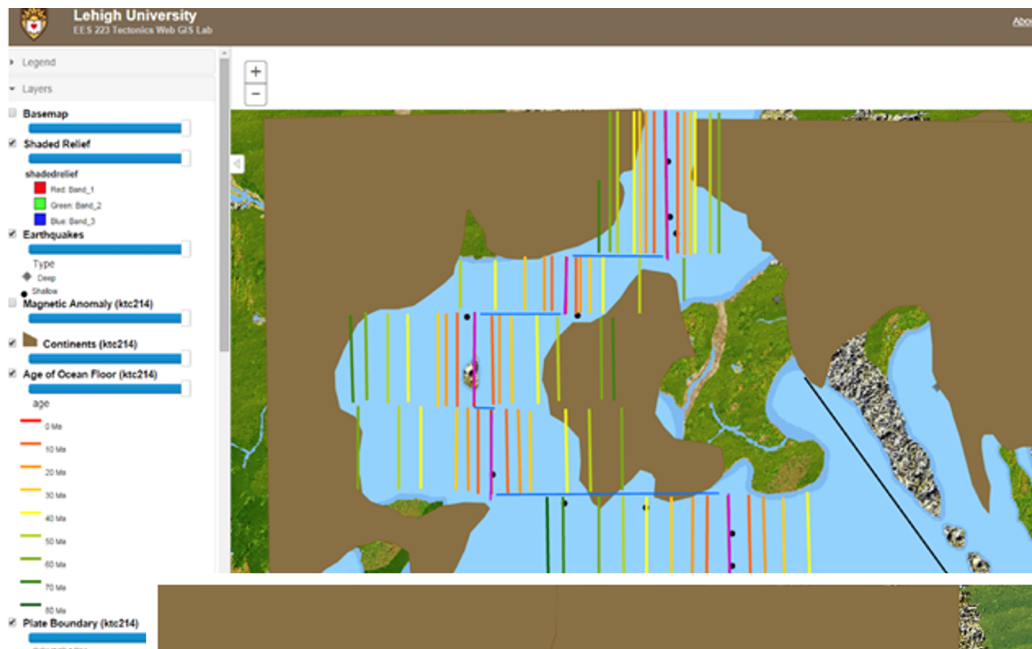 Lehigh University
EES 223 Tectonics Web GIS Lab
Legend
Layers
+
−
Basemap
Shaded Relief
shadedrelief
Red: Band_1
Green: Band_2
Blue: Band_3
Earthquakes
Type
Deep
Shallow
Magnetic Anomaly (ktc214)
Continents (ktc214)
Age of Ocean Floor (ktc214)
age
0 Ma
10 Ma
20 Ma
30 Ma
40 Ma
50 Ma
60 Ma
70 Ma
80 Ma
Plate Boundary (ktc214)